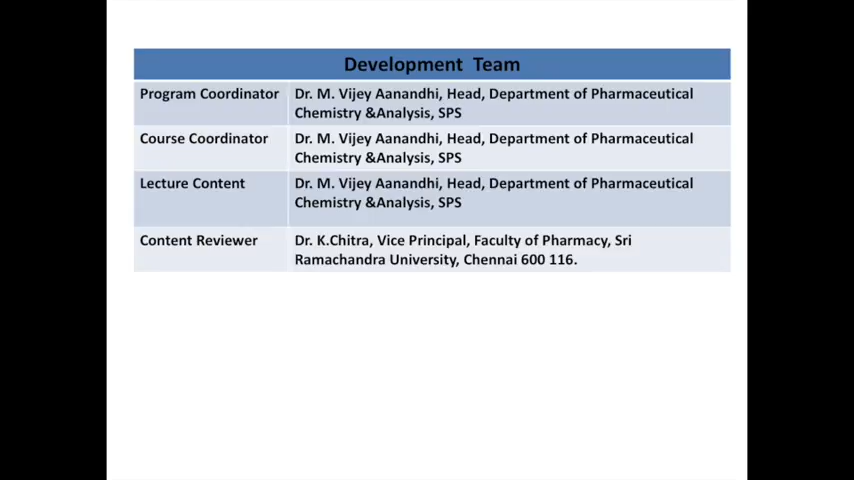 Development Team
Program Coordinator
Dr. M. Vijey Aanandhi, Head, Department of Pharmaceutical
Chemistry &Analysis, SPS
Course Coordinator
Dr. M. Vijey Aanandhi, Head, Department of Pharmaceutical
Chemistry &Analysis, SPS
Lecture Content
Dr. M. Vijey Aanandhi, Head, Department of Pharmaceutical
Chemistry &Analysis, SPS
Content Reviewer
Dr. K.Chitra, Vice Principal, Faculty of Pharmacy, Sri
Ramachandra University, Chennai 600 116.